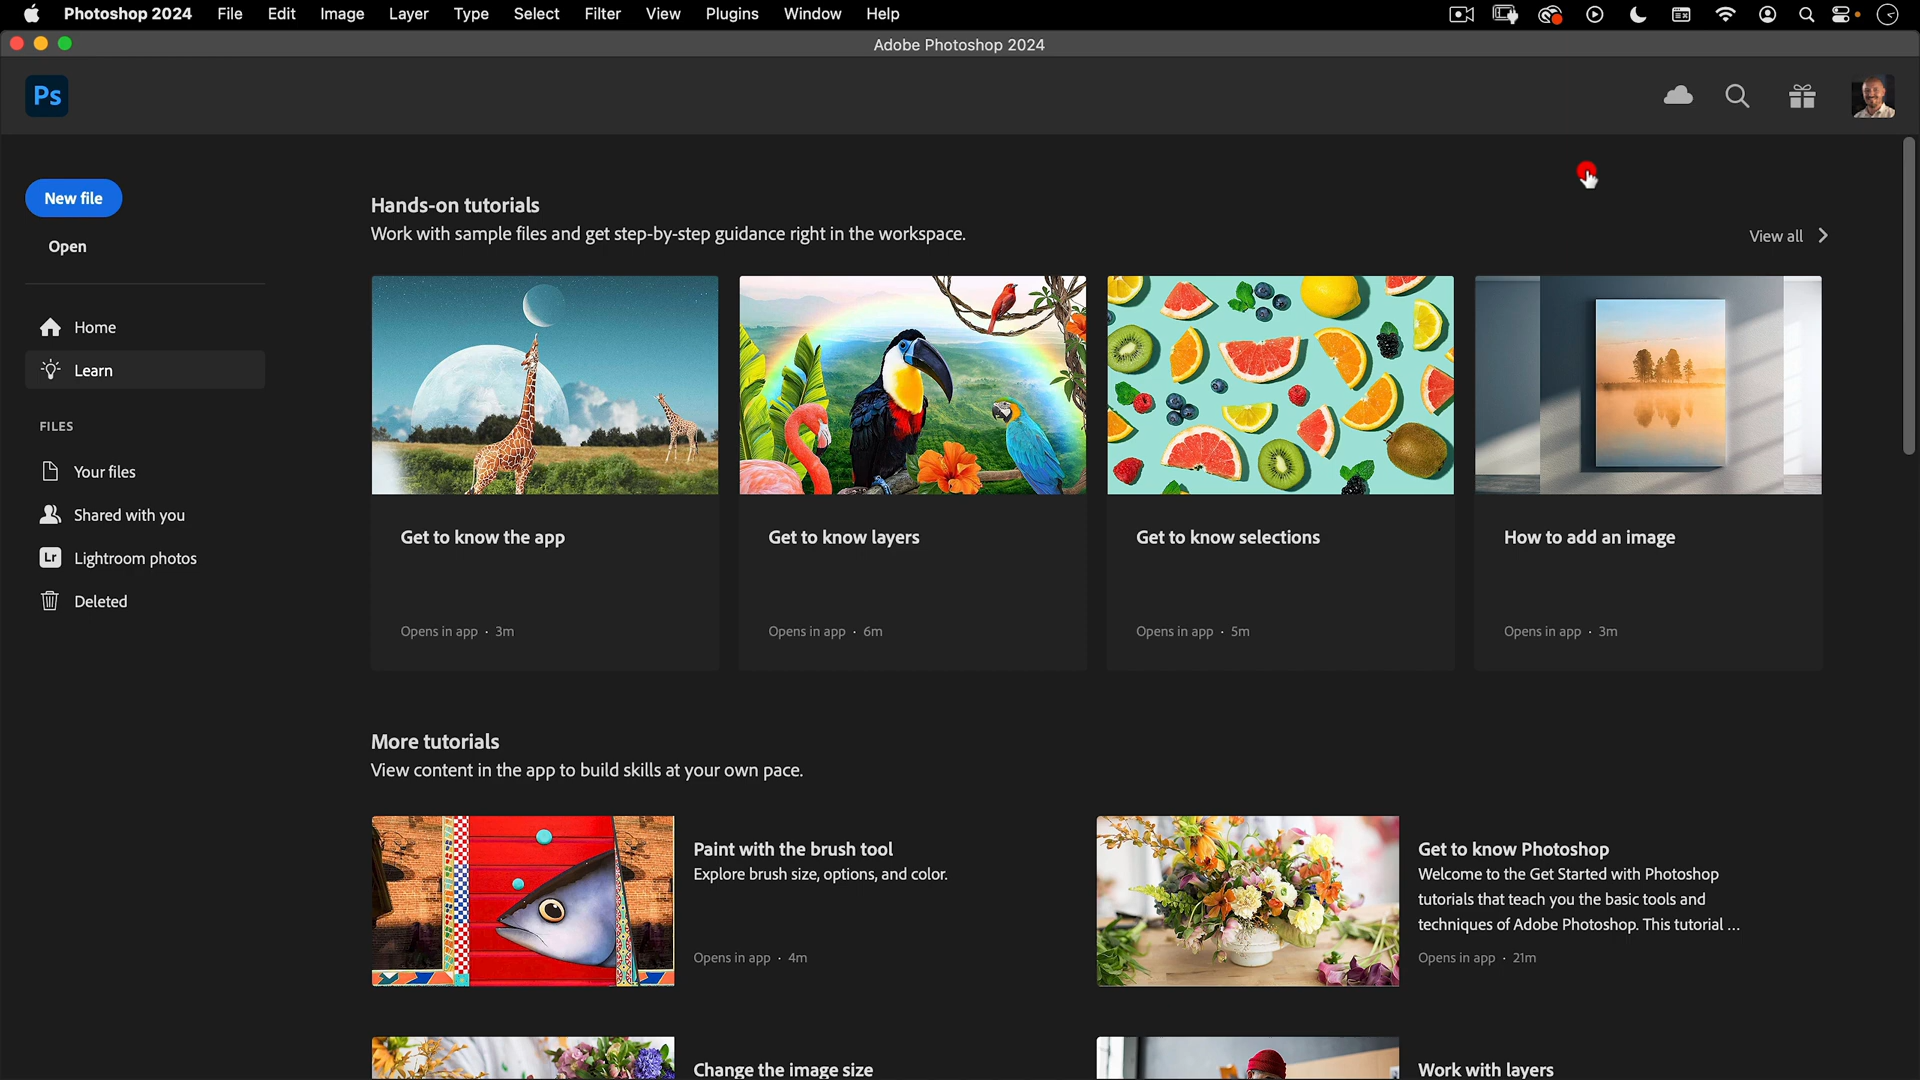 Photoshop 2024 File Edit Image Layer Type Select Filter View Plugins Window Help
Adobe Photoshop 2024
Ps
New file
Open
Home
Learn
FILES
Your files
Shared with you
Lr Lightroom photos
Deleted
Hands-on tutorials
Work with sample files and get step-by-step guidance right in the workspace.
View all
Get to know the app
Opens in app · 3m
Get to know layers
Opens in app · 6m
Get to know selections
Opens in app · 5m
How to add an image
Opens in app · 3m
More tutorials
View content in the app to build skills at your own pace.
Paint with the brush tool
Explore brush size, options, and color.
Opens in app · 4m
Get to know Photoshop
Welcome to the Get Started with Photoshop
tutorials that teach you the basic tools and
techniques of Adobe Photoshop. This tutorial ...
Opens in app · 21m
Change the image size
Work with layers